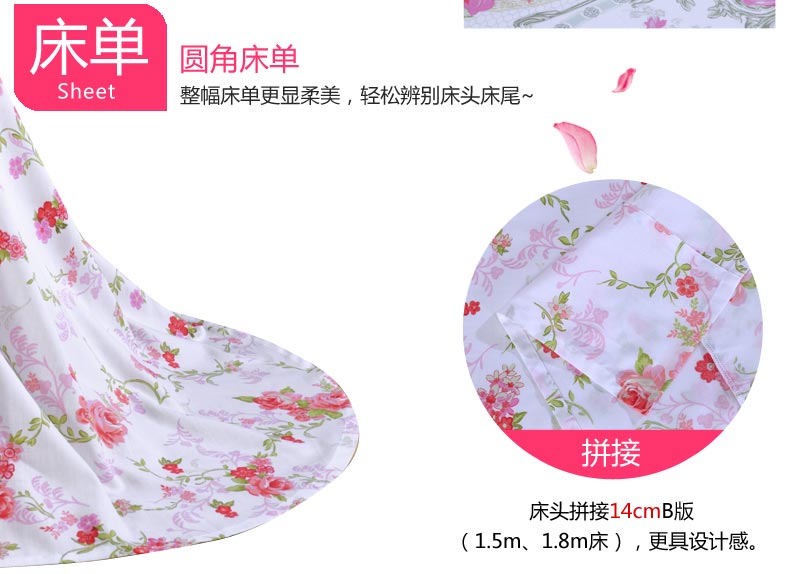 床单
Sheet
圆角床单
整幅床单更显柔美，轻松辨别床头床尾~
拼接
床头拼接14cmB版
（1.5m、1.8m床），更具设计感。